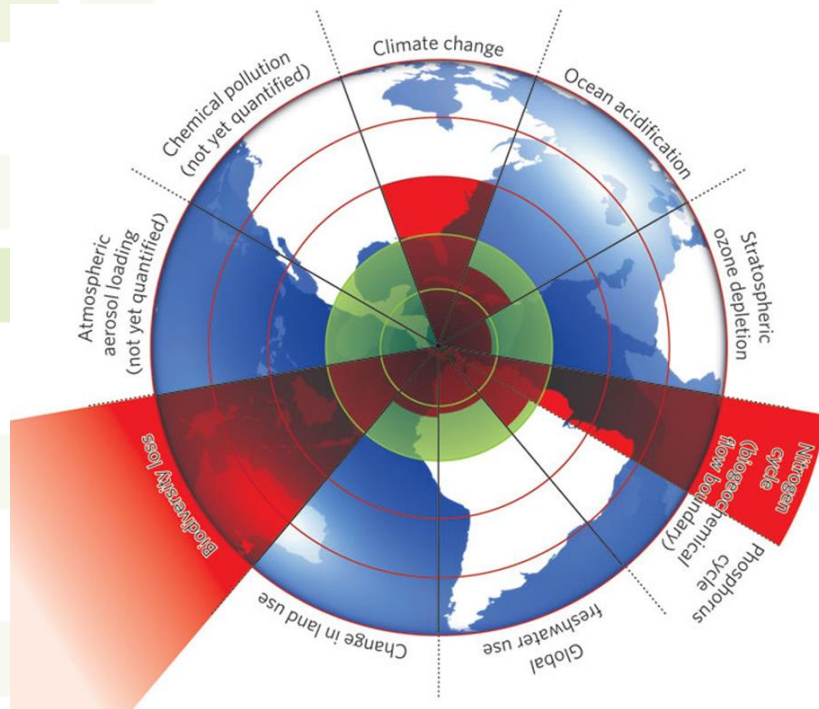 Climate change
Ocean acidification
Stratospheric
ozone depletion
Nitrogen
cycle
(biogeochemical
flow boundary)
Phosphorus
cycle
Global
freshwater use
Change in land use
Biodiversity loss
Atmospheric
aerosol loading
(not yet quantified)
Chemical pollution
(not yet quantified)